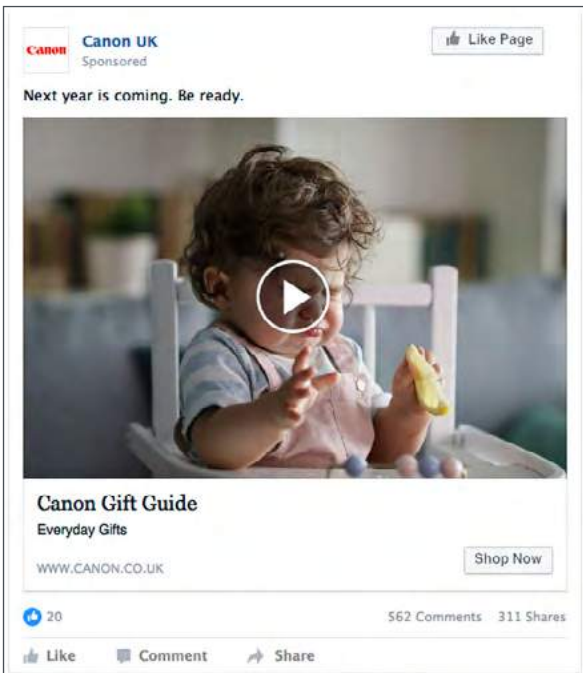 Canon
Canon UK
Sponsored
Like Page
Next year is coming. Be ready.
Canon Gift Guide
Everyday Gifts
WWW.CANON.CO.UK
Shop Now
20
562 Comments 311 Shares
Like Comment Share